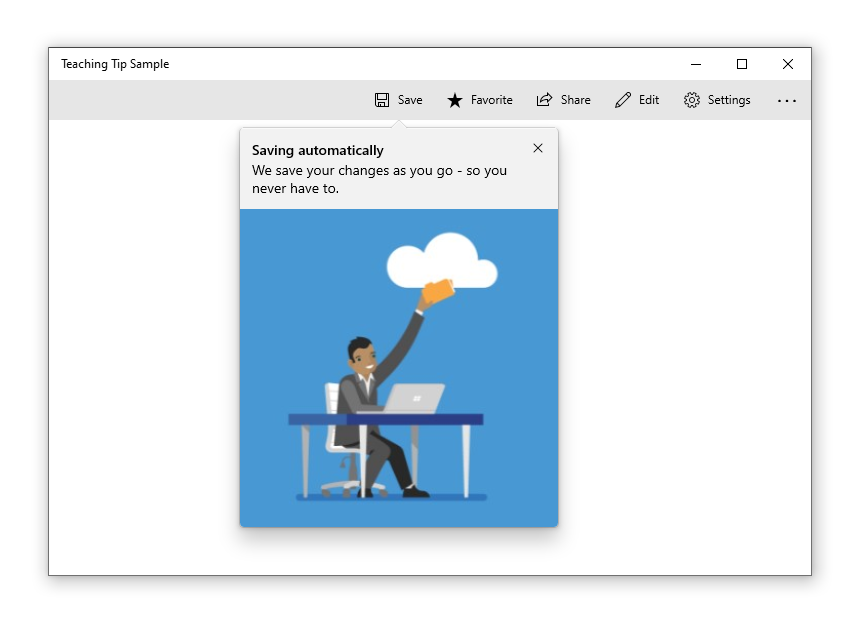 Teaching Tip Sample
Save Favorite Share Edit Settings
Saving automatically
We save your changes as you go - so you
never have to.